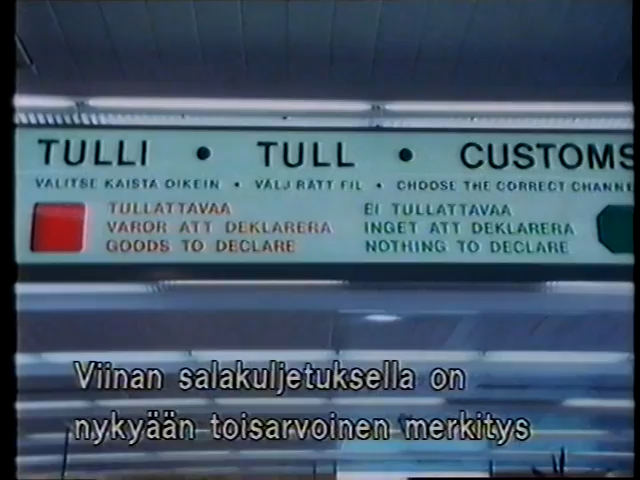 TULLI • TULL • CUSTOMS
VALITSE KAISTA OIKEIN • VÄLJ RÄTT FIL • CHOOSE THE CORRECT CHANNE
TULLATTAVAA
VAROR ATT DEKLARERA
GOODS TO DECLARE
EI TULLATTAVAA
INGET ATT DEKLARERA
NOTHING TO DECLARE
Viinan salakuljetuksella on
nykyään toisarvoinen merkitys